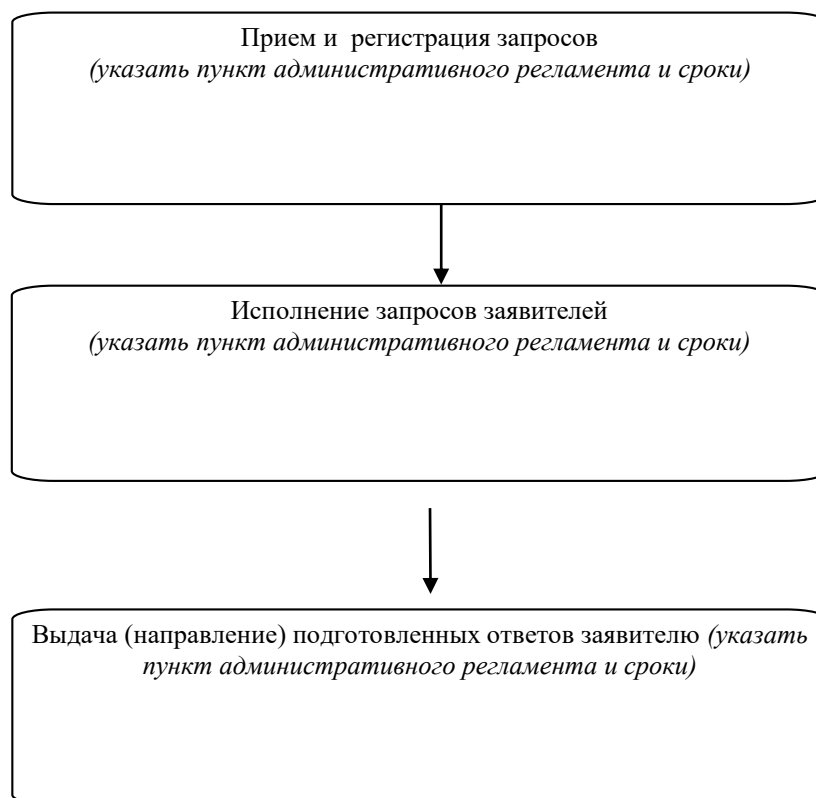 Прием и регистрация запросов
(указать пункт административного регламента и сроки)
Исполнение запросов заявителей
(указать пункт административного регламента и сроки)
Выдача (направление) подготовленных ответов заявителю (указать
пункт административного регламента и сроки)